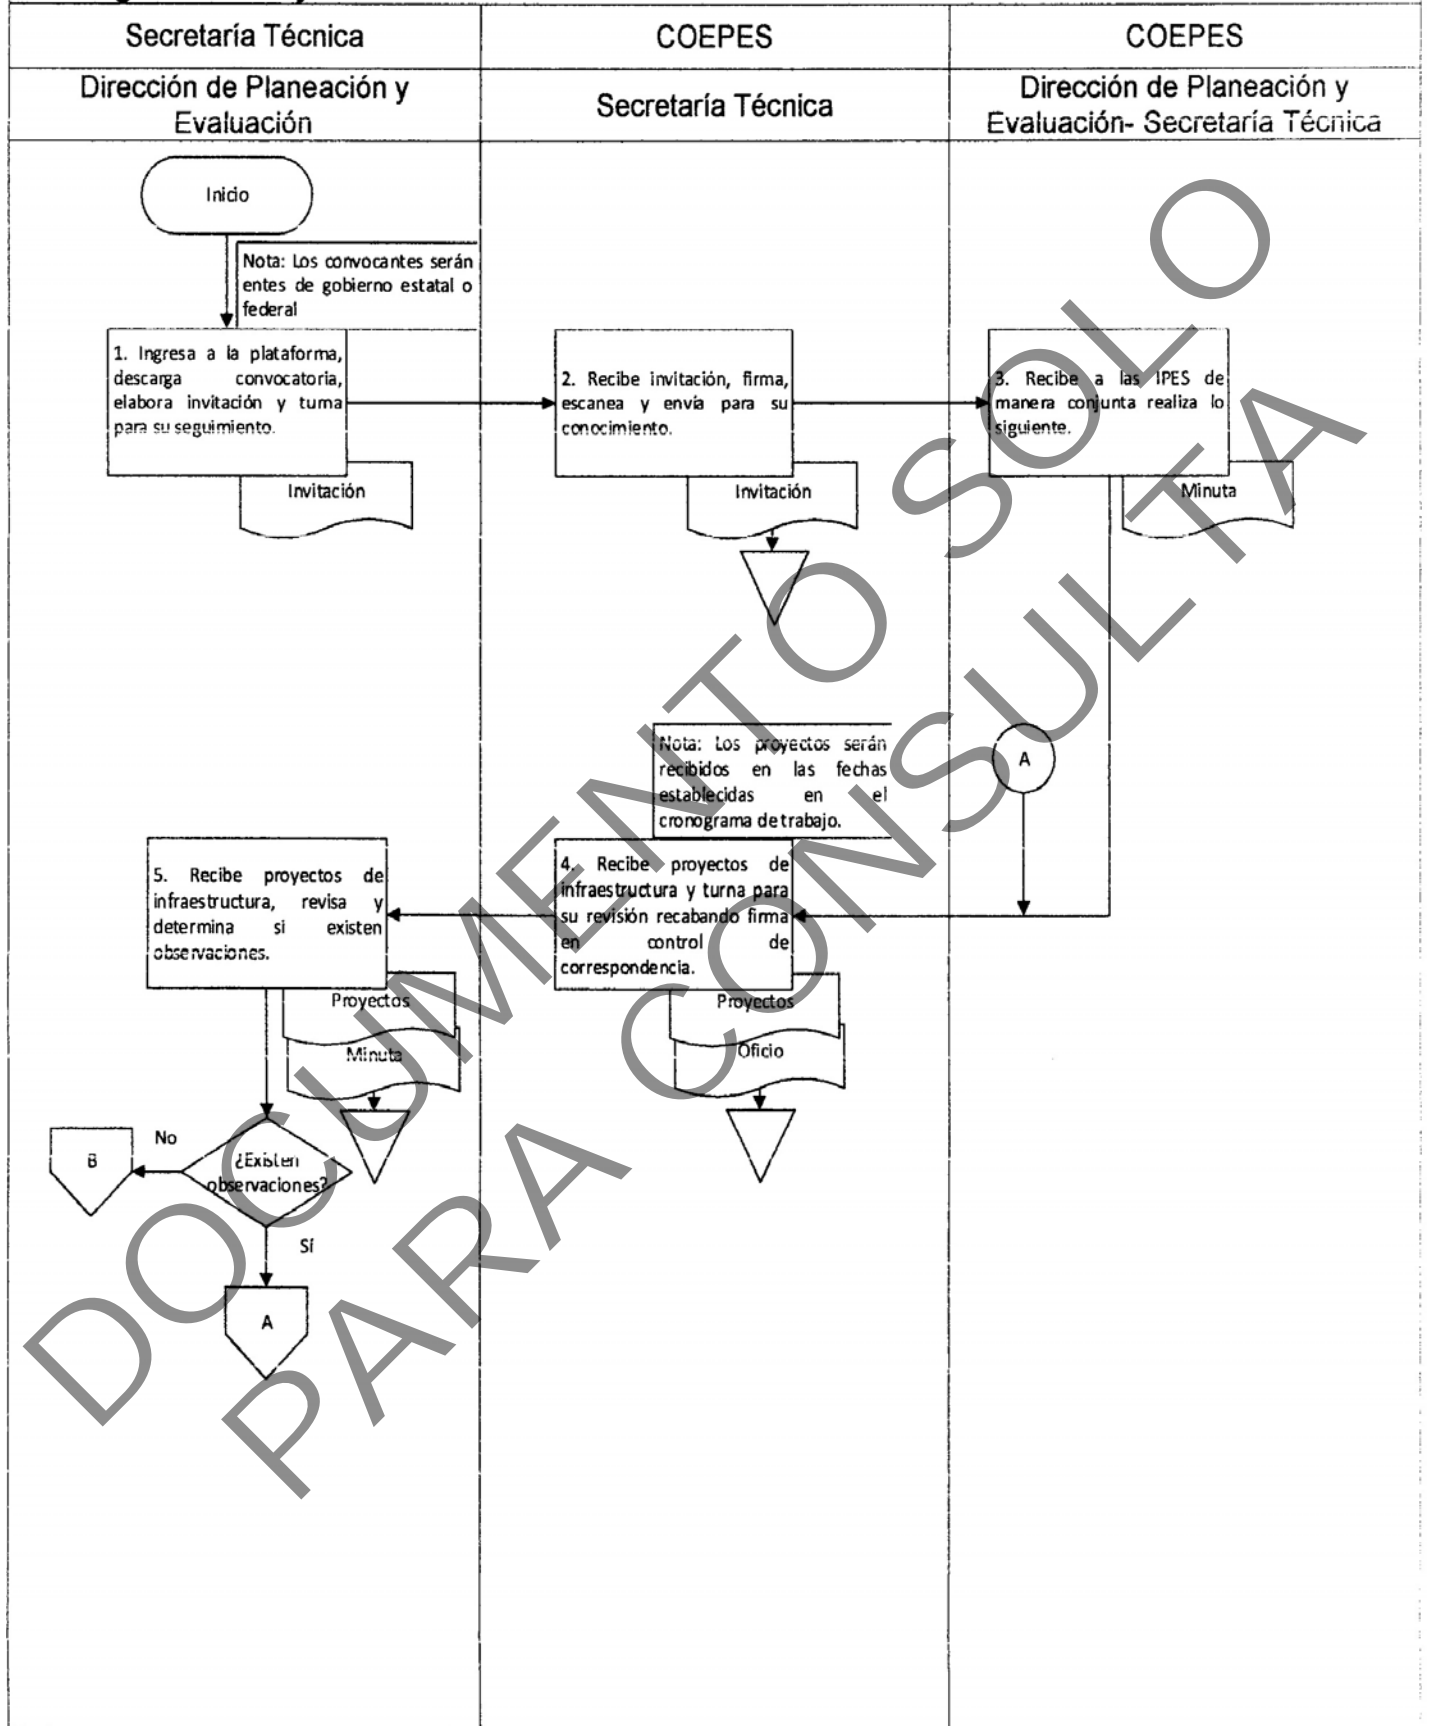 Secretaría Técnica
COEPES
COEPES
Dirección de Planeación y
Evaluación
Secretaría Técnica
Dirección de Planeación y
Evaluación- Secretaría Técnica
Inicio
Nota: Los convocantes serán
entes de gobierno estatal o
federal
1. Ingresa a la plataforma,
descarga convocatoria,
elabora invitación y turna
para su seguimiento.
Invitación
2. Recibe invitación, firma,
escanea y envía para su
conocimiento.
Invitación
3. Recibe a las IPES de
manera conjunta realiza lo
siguiente.
Minuta
A
Nota: Los proyectos serán
recibidos en las fechas
establecidas en el
cronograma de trabajo.
4. Recibe proyectos de
infraestructura y turna para
su revisión recabando firma
en control de
correspondencia.
Proyectos
Oficio
5. Recibe proyectos de
infraestructura, revisa y
determina si existen
observaciones.
Proyectos
Minuta
¿Existen
observaciones?
No
B
Sí
A
DOCUMENTO SOLO
PARA CONSULTA